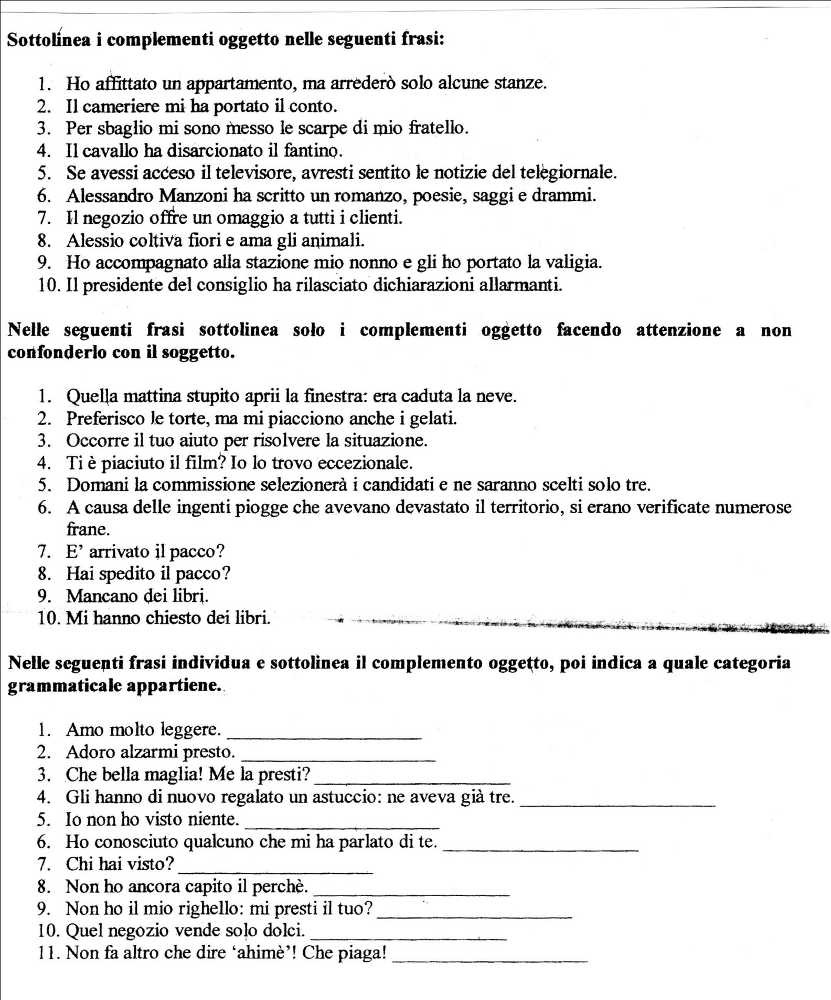 Sottolinea i complementi oggetto nelle seguenti frasi:
1. Ho affittato un appartamento, ma arrederò solo alcune stanze.
2. Il cameriere mi ha portato il conto.
3. Per sbaglio mi sono messo le scarpe di mio fratello.
4. Il cavallo ha disarcionato il fantino.
5. Se avessi acceso il televisore, avresti sentito le notizie del telegiornale.
6. Alessandro Manzoni ha scritto un romanzo, poesie, saggi e drammi.
7. Il negozio offre un omaggio a tutti i clienti.
8. Alessio coltiva fiori e ama gli animali.
9. Ho accompagnato alla stazione mio nonno e gli ho portato la valigia.
10. Il presidente del consiglio ha rilasciato dichiarazioni allarmanti.
Nelle seguenti frasi sottolinea solo i complementi oggetto facendo attenzione a non
confonderlo con il soggetto.
1. Quella mattina stupito aprii la finestra: era caduta la neve.
2. Preferisco le torte, ma mi piacciono anche i gelati.
3. Occorre il tuo aiuto per risolvere la situazione.
4. Ti è piaciuto il film? Io lo trovo eccezionale.
5. Domani la commissione selezionerà i candidati e ne saranno scelti solo tre.
6. A causa delle ingenti piogge che avevano devastato il territorio, si erano verificate numerose
frane.
7. E' arrivato il pacco?
8. Hai spedito il pacco?
9. Mancano dei libri.
10. Mi hanno chiesto dei libri.
Nelle seguenti frasi individua e sottolinea il complemento oggetto, poi indica a quale categoria
grammaticale appartiene.
1. Amo molto leggere. ____________________
2. Adoro alzarmi presto. ____________________
3. Che bella maglia! Me la presti? ____________________
4. Gli hanno di nuovo regalato un astuccio: ne aveva già tre. ____________________
5. Io non ho visto niente. ____________________
6. Ho conosciuto qualcuno che mi ha parlato di te. ____________________
7. Chi hai visto? ____________________
8. Non ho ancora capito il perchè. ____________________
9. Non ho il mio righello: mi presti il tuo? ____________________
10. Quel negozio vende solo dolci. ____________________
11. Non fa altro che dire 'ahimè'! Che piaga! ____________________